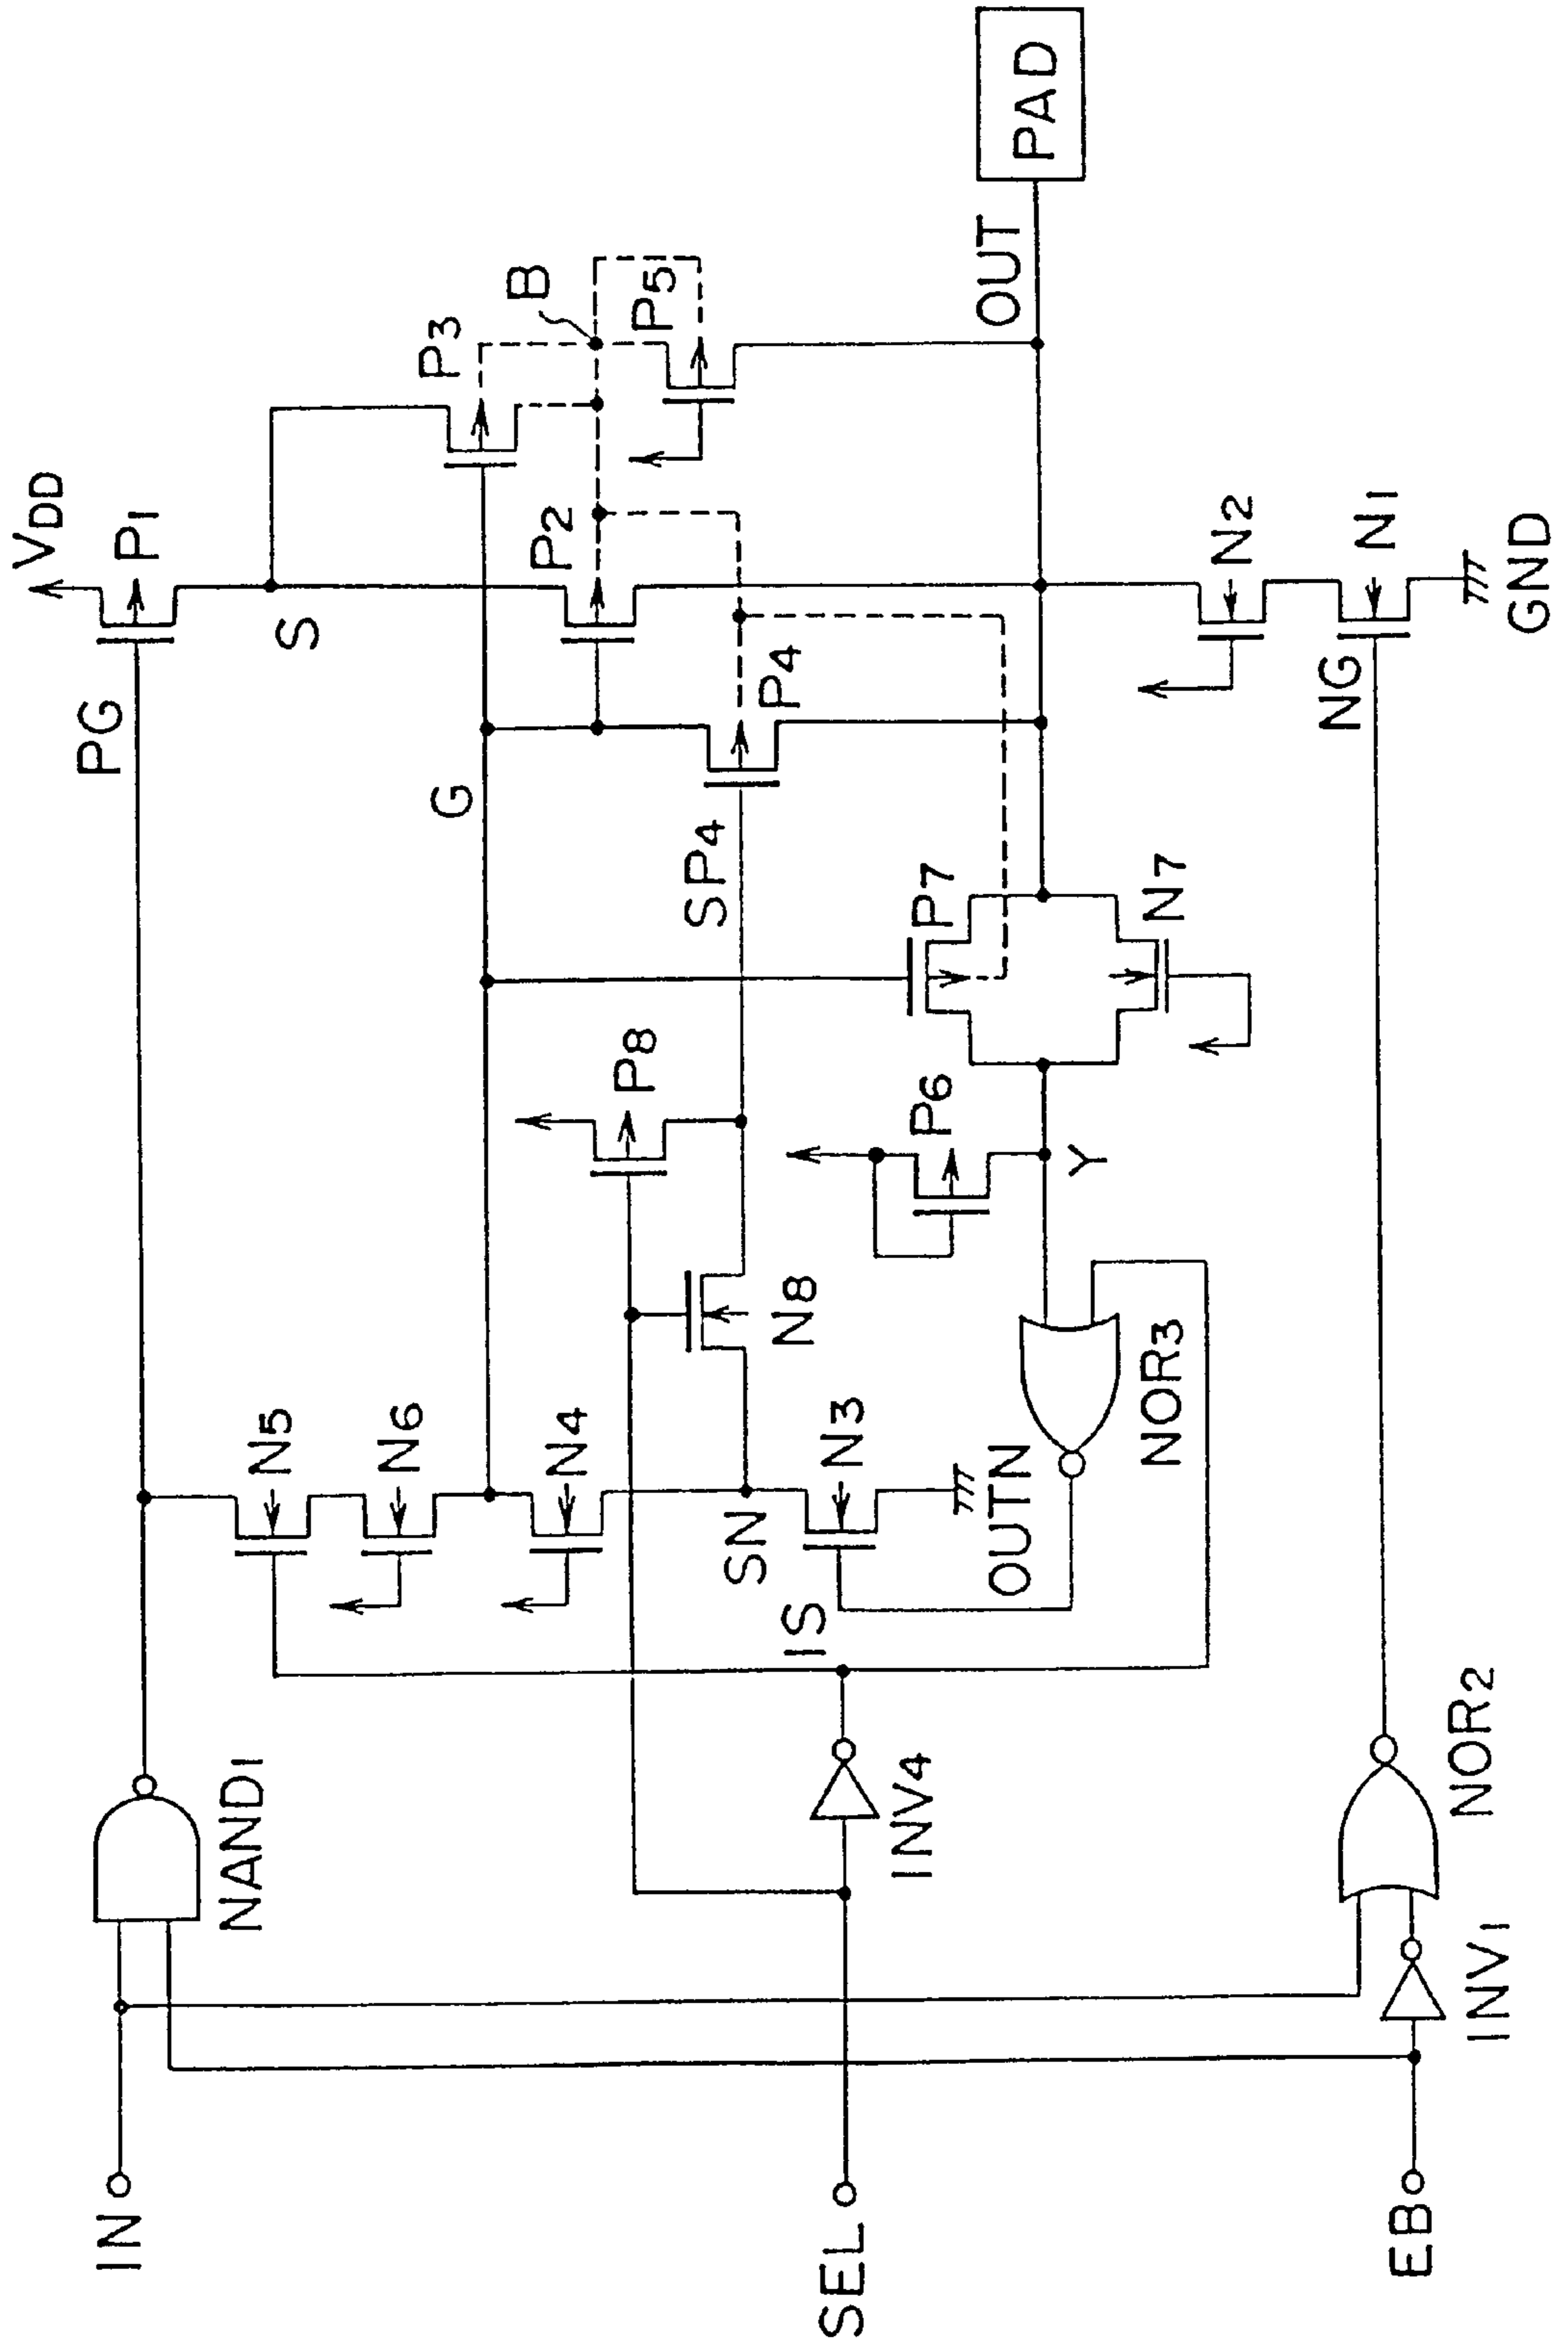 VDD
PG
P1
S
G
P3
B
P2
P5
P4
SP4
P8
P7
P6
N7
Y
N5
N6
N4
N8
SN
N3
IS
OUTN
NOR3
OUT
PAD
N2
NG
N1
GND
NAND1
INV4
NOR2
INV1
IN
SEL
EB